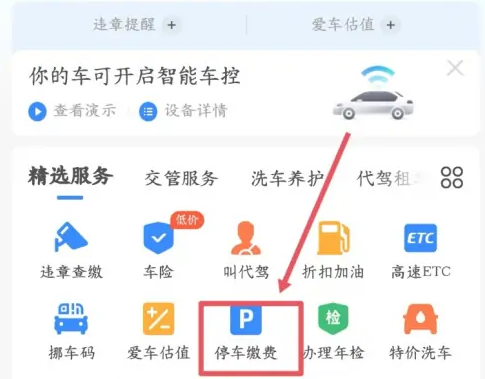 违章提醒 +
爱车估值 +
你的车可开启智能车控
查看演示 设备详情
精选服务 交管服务 洗车养护 代驾租车
低价
ETC
违章查缴 车险 叫代驾 折扣加油 高速ETC
P 检
挪车码 爱车估值 停车缴费 办理年检 特价洗车